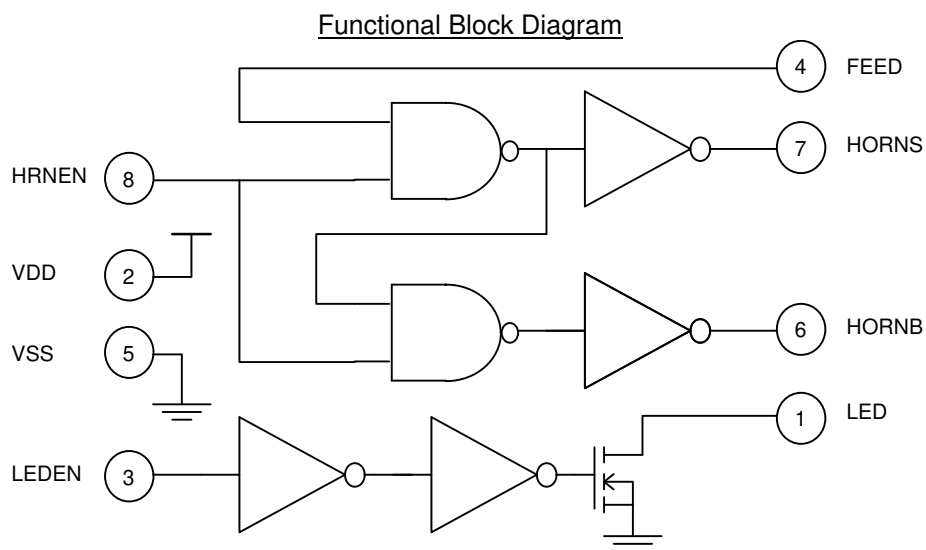 Functional Block Diagram
4 FEED
7 HORNS
HRNEN 8
VDD 2
6 HORNB
VSS 5
1 LED
LEDEN 3